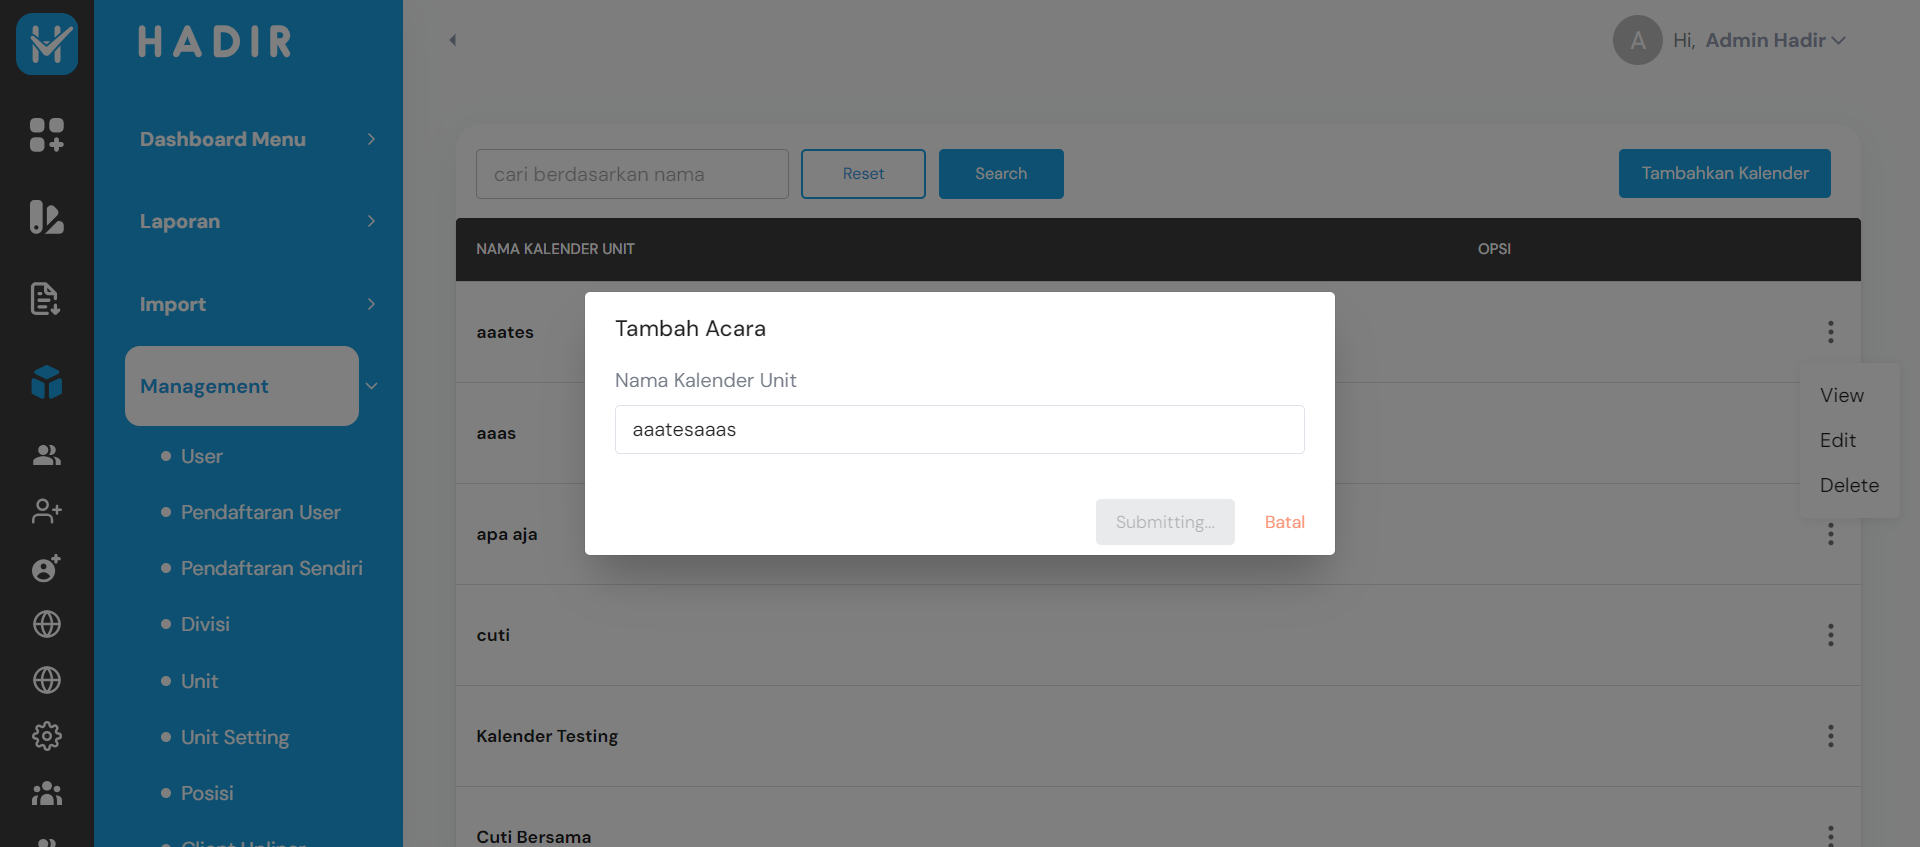 HADIR
A Hi, Admin Hadir
Dashboard Menu
Laporan
Import
Management
User
Pendaftaran User
Pendaftaran Sendiri
Divisi
Unit
Unit Setting
Posisi
cari berdasarkan nama
Reset
Search
Tambahkan Kalender
NAMA KALENDER UNIT OPSI
aaates
aaas
apa aja
cuti
Kalender Testing
Cuti Bersama
View
Edit
Delete
Tambah Acara
Nama Kalender Unit
aaatesaaas
Submitting...
Batal